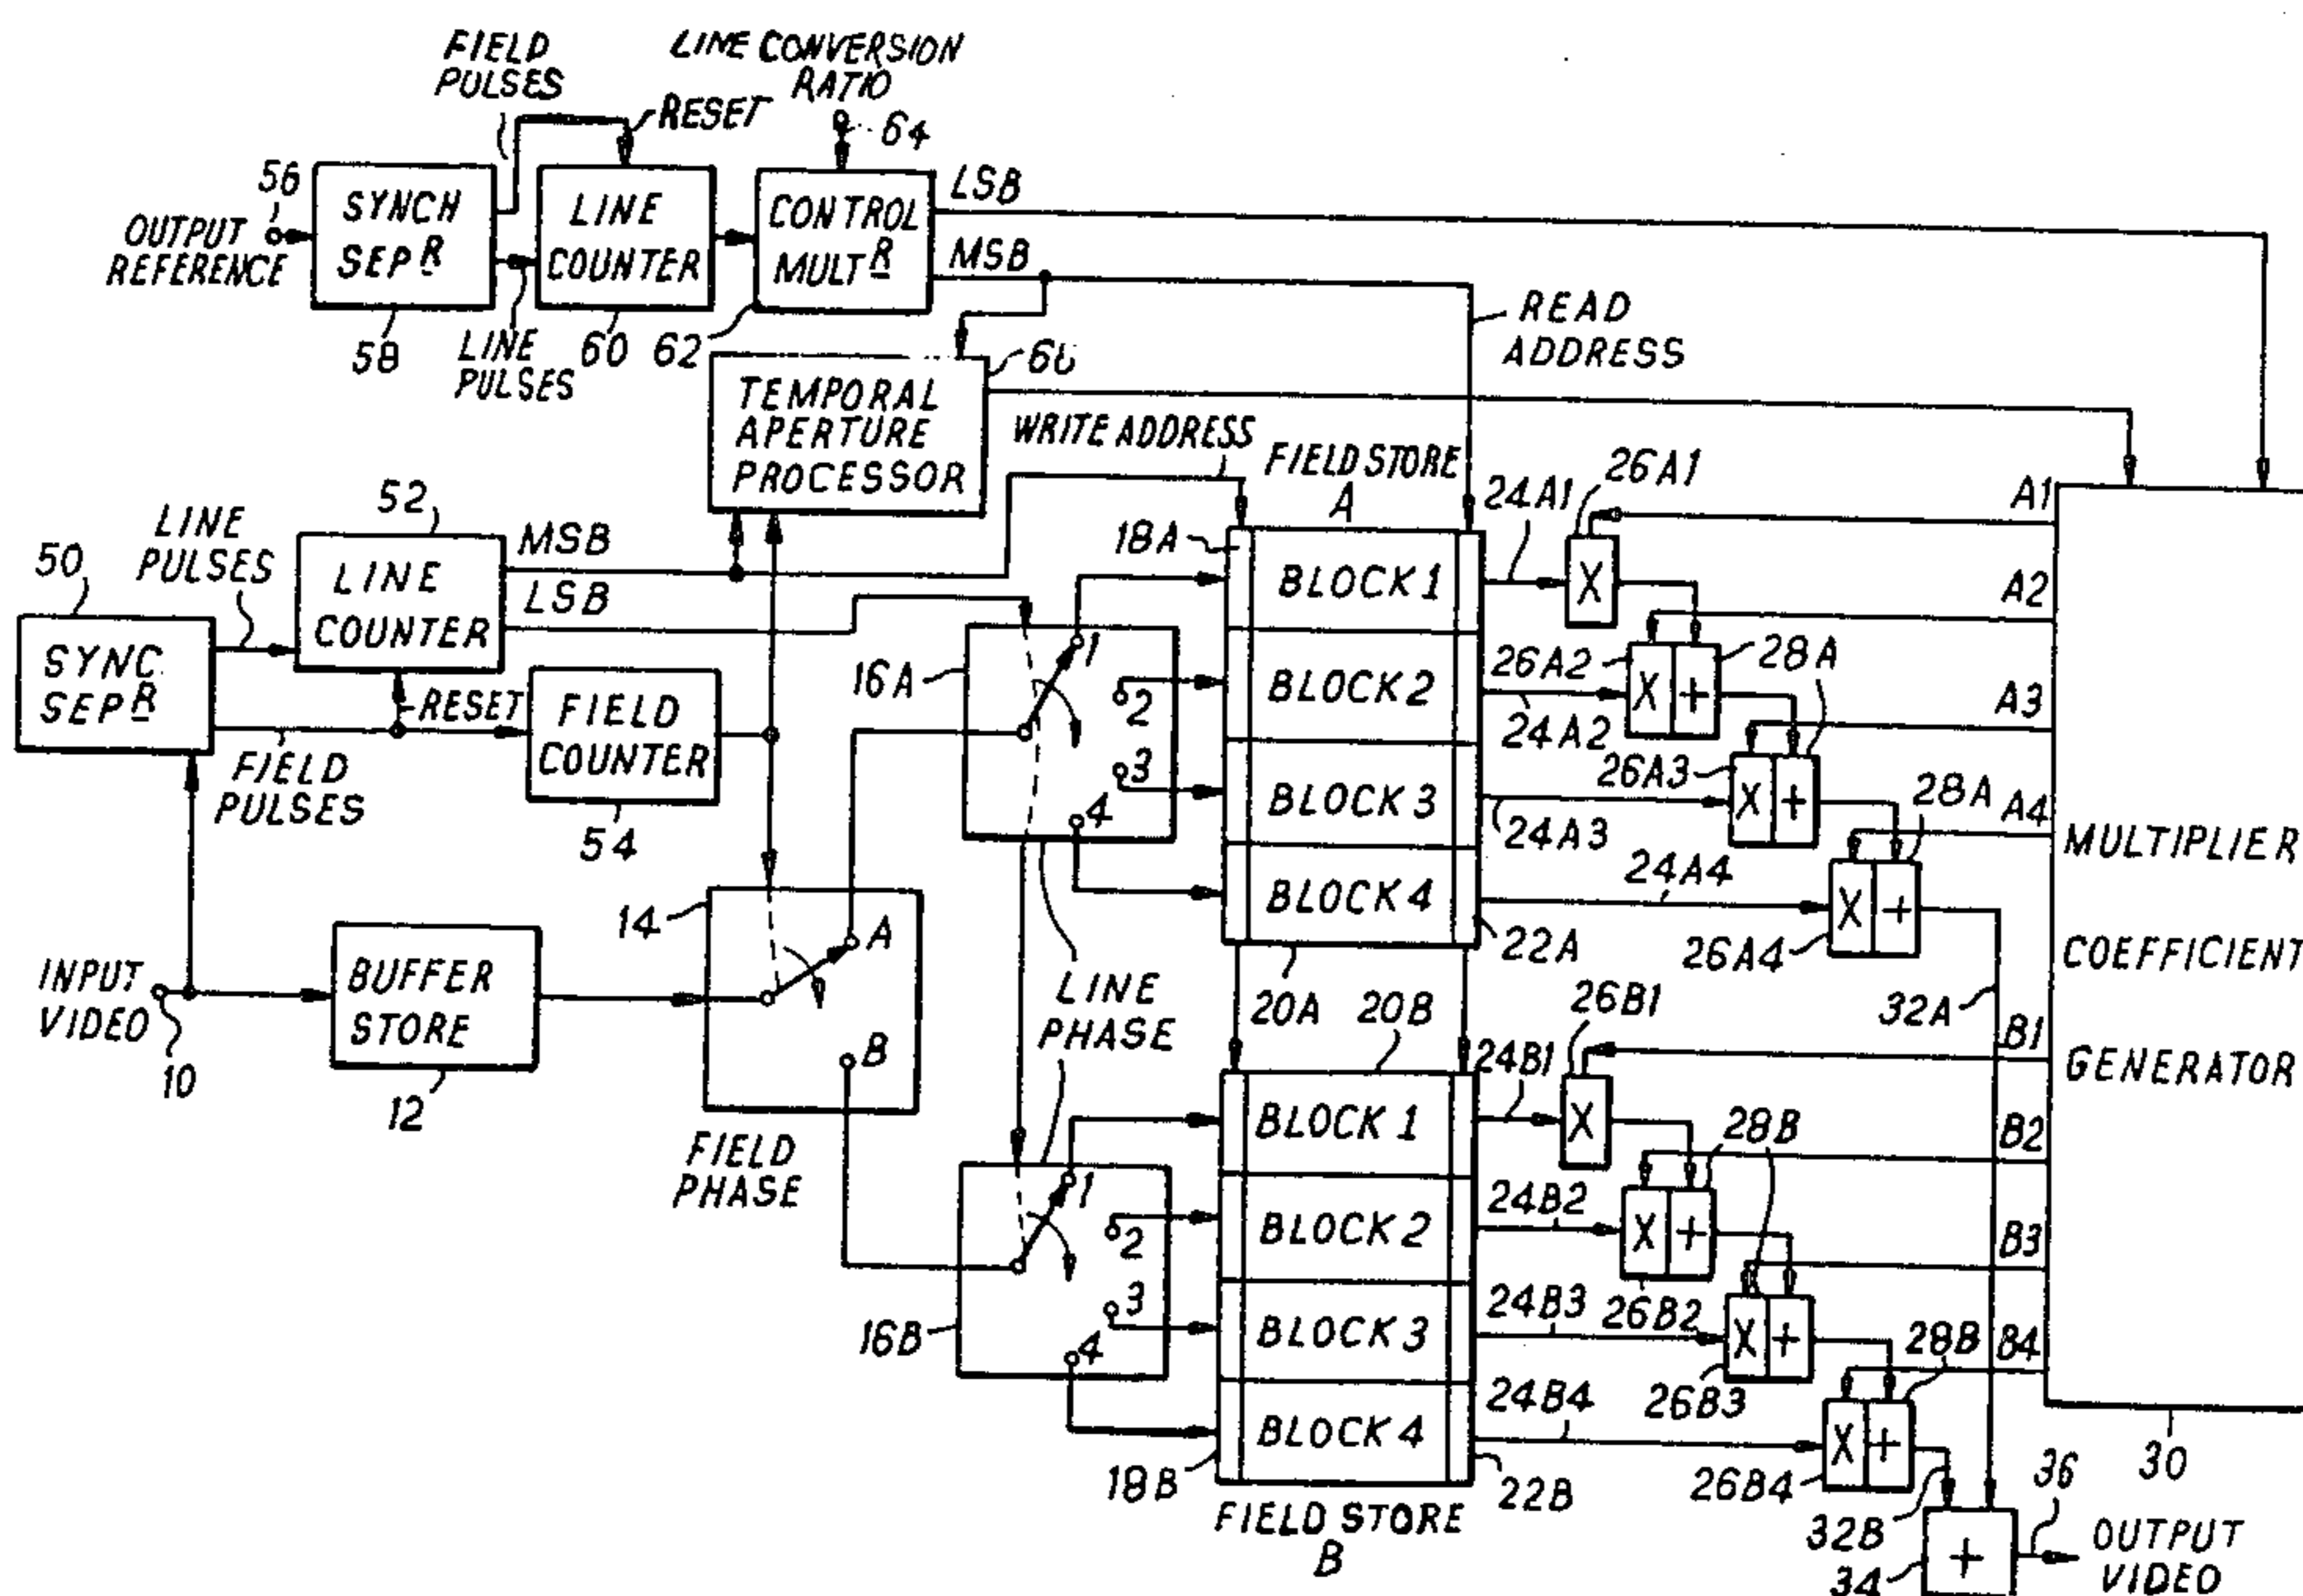 FIELD
PULSES
LINE CONVERSION
RATIO
RESET
64
56
OUTPUT
REFERENCE
SYNCH
SEPR
58
LINE
PULSES
LINE
COUNTER
60
CONTROL
MULTR
62
LSB
MSB
READ
ADDRESS
TEMPORAL
APERTURE
PROCESSOR
WRITE ADDRESS
FIELD STORE
A
50
LINE
PULSES
52
LINE
COUNTER
MSB
LSB
SYNC
SEPR
RESET
FIELD
PULSES
FIELD
COUNTER
54
INPUT
VIDEO
10
BUFFER
STORE
12
14
A
B
FIELD
PHASE
16A
1
2
3
4
LINE
PHASE
16B
1
2
3
4
18A
BLOCK 1
BLOCK 2
BLOCK 3
BLOCK 4
22A
20A
20B
BLOCK 1
BLOCK 2
BLOCK 3
BLOCK 4
18B
22B
FIELD STORE
B
24A1
26A1
X
26A2
28A
24A2
X +
26A3
24A3
X +
28A
24A4
26A4
X +
32A
A1
A2
A3
A4
MULTIPLIER
COEFFICIENT
GENERATOR
B1
B2
B3
B4
30
24B1
26B1
X
28B
24B2
X +
26B2
24B3
X +
26B3
28B
24B4
X +
26B4
32B
34
+
36
OUTPUT
VIDEO